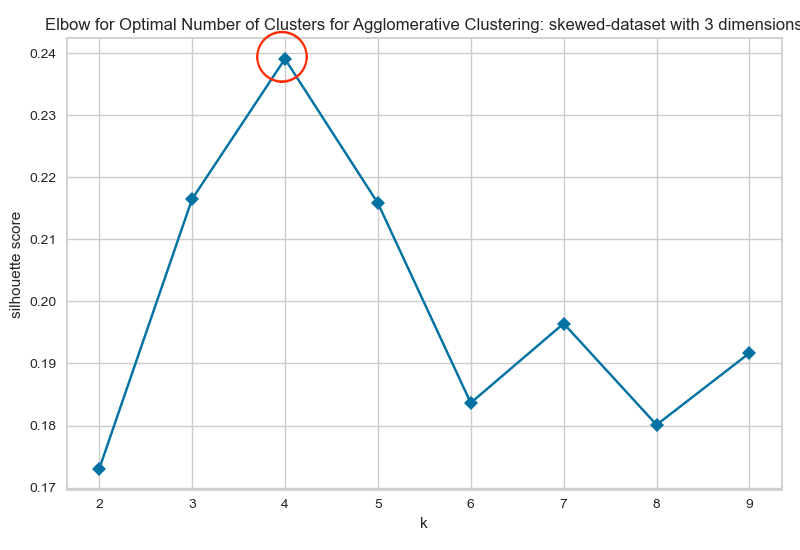 Elbow for Optimal Number of Clusters for Agglomerative Clustering: skewed-dataset with 3 dimensions
0.24
0.23
0.22
0.21
0.20
0.19
0.18
0.17
silhouette score
2 3 4 5 6 7 8 9
k